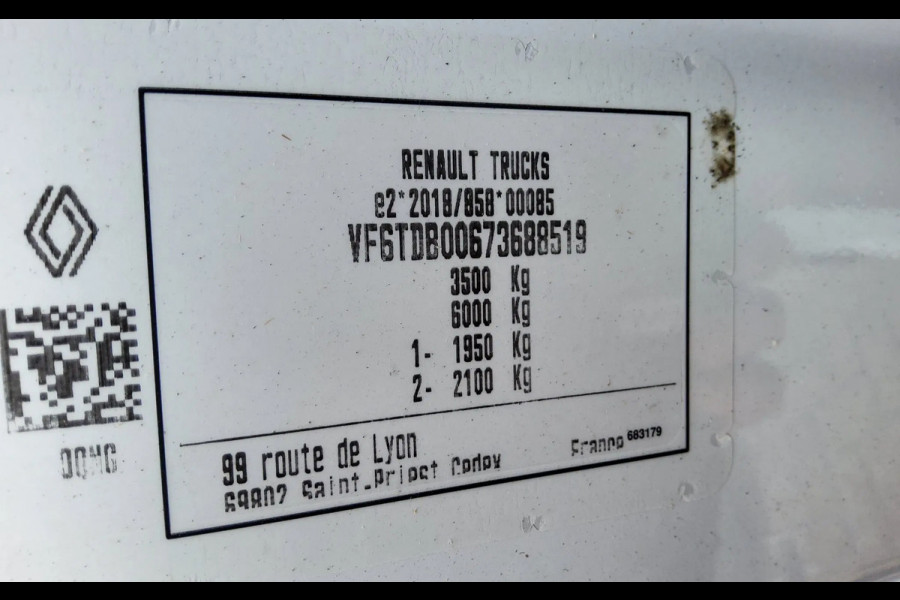 RENAULT TRUCKS
e2*2018/858*00085
VF6TDB00673688519
3500 Kg
6000 Kg
1- 1950 Kg
2- 2100 Kg
99 route de Lyon
69802 Saint-Priest Cedex
France 683179